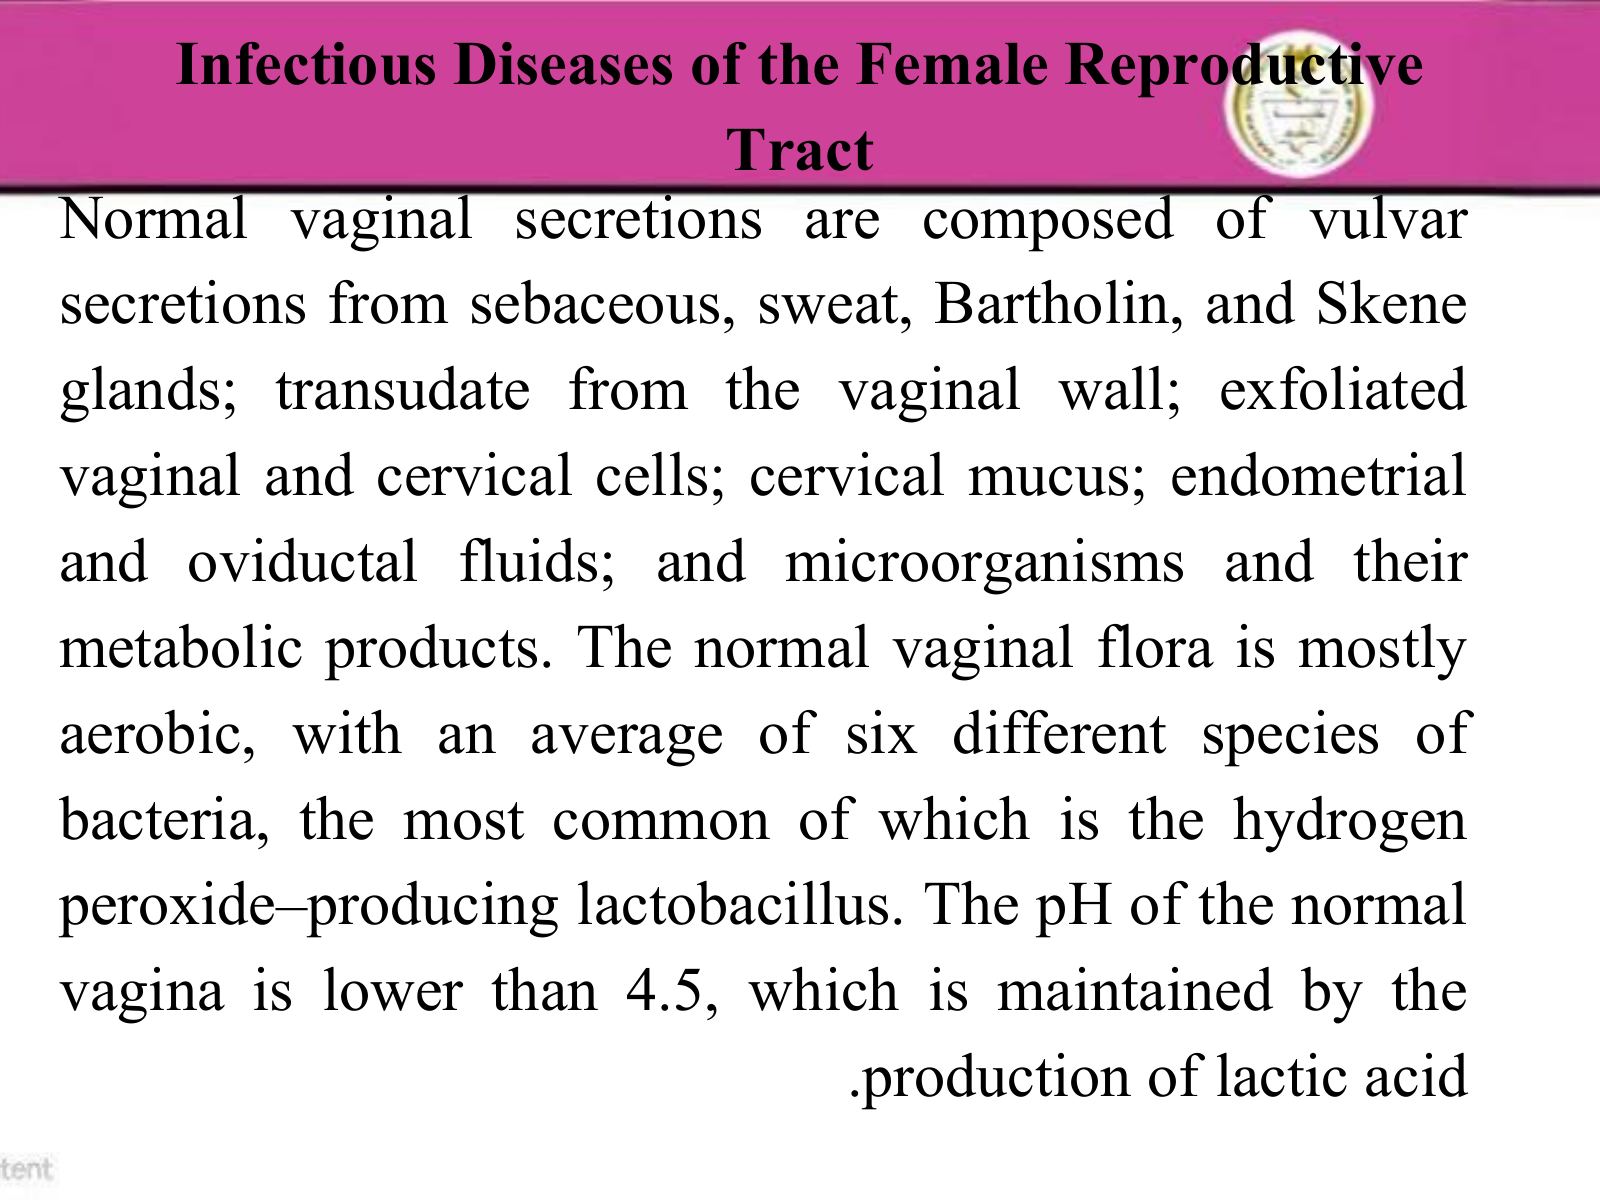 Infectious Diseases of the Female Reproductive
Tract
Normal vaginal secretions are composed of vulvar
secretions from sebaceous, sweat, Bartholin, and Skene
glands; transudate from the vaginal wall; exfoliated
vaginal and cervical cells; cervical mucus; endometrial
and oviductal fluids; and microorganisms and their
metabolic products. The normal vaginal flora is mostly
aerobic, with an average of six different species of
bacteria, the most common of which is the hydrogen
peroxide–producing lactobacillus. The pH of the normal
vagina is lower than 4.5, which is maintained by the
.production of lactic acid
tent